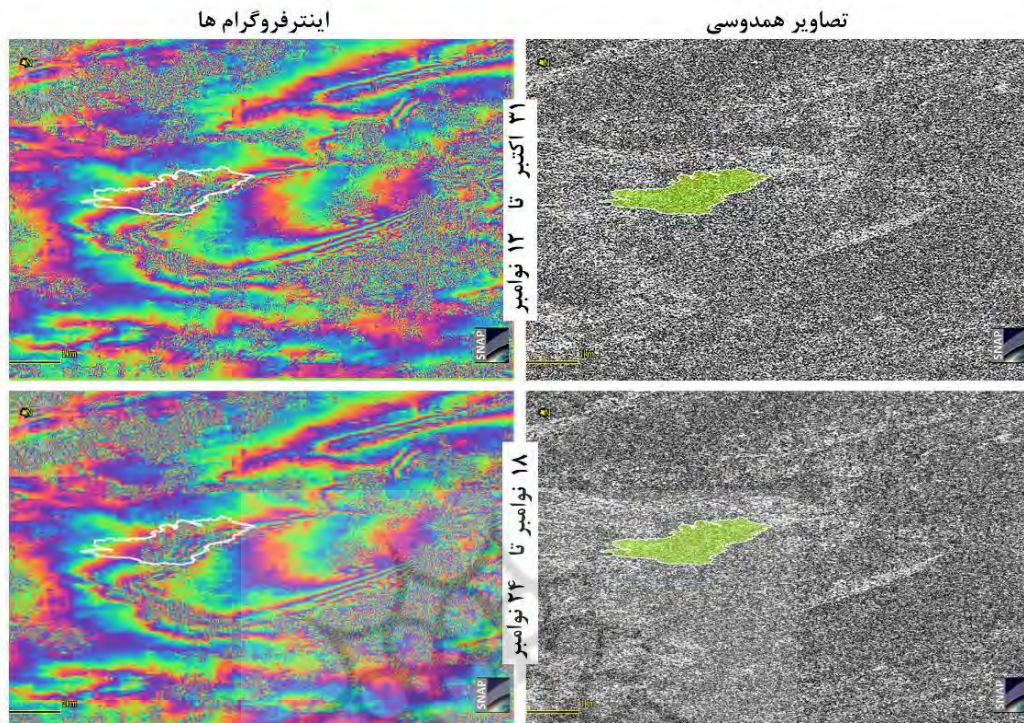 تصاویر همدوسی
اینترفروگرام ها
۳۱ اکتبر تا ۱۲ نوامبر
SNAP
SNAP
۱۸ نوامبر تا ۲۴ نوامبر
SNAP
SNAP